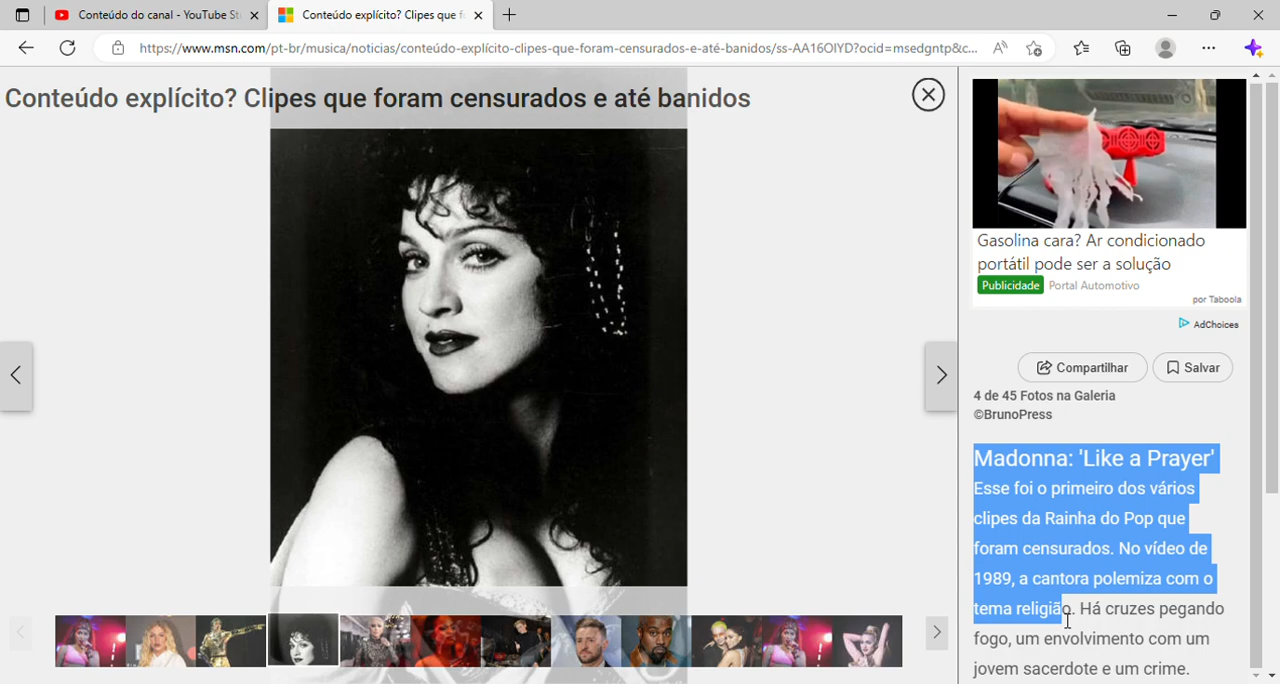 Conteúdo do canal - YouTube St
Conteúdo explícito? Clipes que f
https://www.msn.com/pt-br/musica/noticias/conteúdo-explícito-clipes-que-foram-censurados-e-até-banidos/ss-AA16OIYD?ocid=msedgntp&c...
Conteúdo explícito? Clipes que foram censurados e até banidos
Gasolina cara? Ar condicionado
portátil pode ser a solução
Publicidade Portal Automotivo
por Taboola
AdChoices
Compartilhar Salvar
4 de 45 Fotos na Galeria
©BrunoPress
Madonna: 'Like a Prayer'
Esse foi o primeiro dos vários
clipes da Rainha do Pop que
foram censurados. No vídeo de
1989, a cantora polemiza com o
tema religião. Há cruzes pegando
fogo, um envolvimento com um
jovem sacerdote e um crime.